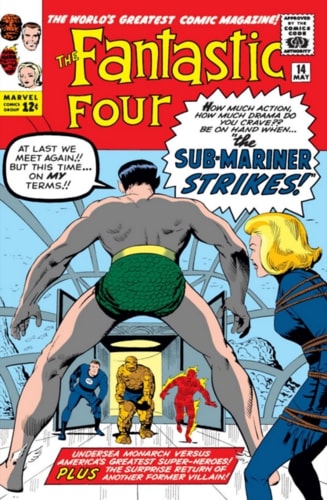 THE WORLD'S GREATEST COMIC MAGAZINE!
THE
FANTASTIC
FOUR
APPROVED
BY THE
COMICS
CODE
AUTHORITY
14
MAY
MARVEL
COMICS
GROUP
12¢
AT LAST WE
MEET AGAIN!!
BUT THIS TIME...
ON MY
TERMS!!
HOW MUCH ACTION,
HOW MUCH DRAMA DO
YOU CRAVE??
BE ON HAND WHEN...
"the
SUB-MARINER
STRIKES!"
UNDERSEA MONARCH VERSUS
AMERICA'S GREATEST SUPER-HEROES!
PLUS
THE SURPRISE RETURN OF
ANOTHER FORMER VILLAIN!